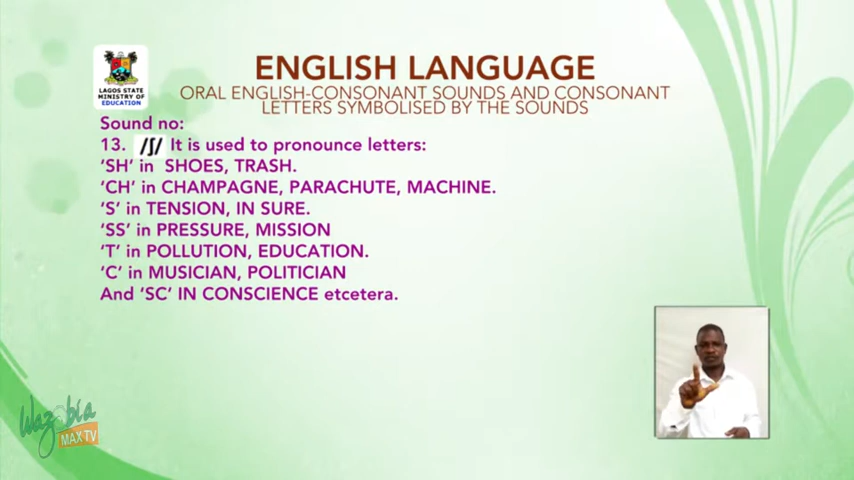 LAGOS STATE
MINISTRY OF
EDUCATION
ENGLISH LANGUAGE
ORAL ENGLISH-CONSONANT SOUNDS AND CONSONANT
LETTERS SYMBOLISED BY THE SOUNDS
Sound no:
13. /ʃ/ It is used to pronounce letters:
‘SH’ in SHOES, TRASH.
‘CH’ in CHAMPAGNE, PARACHUTE, MACHINE.
‘S’ in TENSION, IN SURE.
‘SS’ in PRESSURE, MISSION
‘T’ in POLLUTION, EDUCATION.
‘C’ in MUSICIAN, POLITICIAN
And ‘SC’ IN CONSCIENCE etcetera.
Wazobia
MAX TV